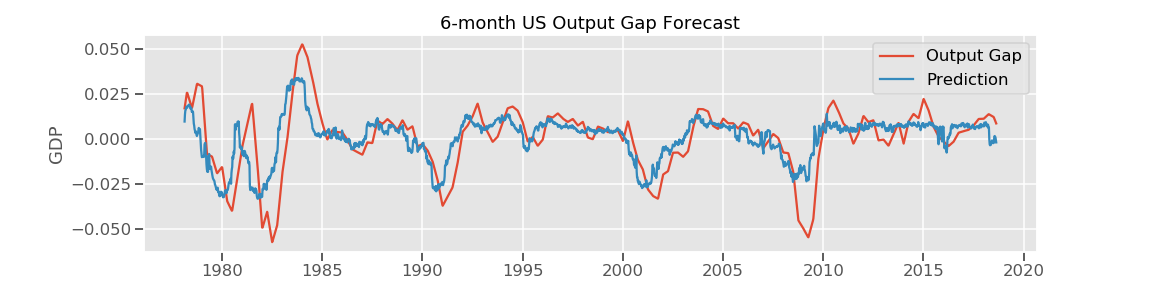 6-month US Output Gap Forecast
Output Gap
Prediction
GDP
0.050
0.025
0.000
−0.025
−0.050
1980 1985 1990 1995 2000 2005 2010 2015 2020